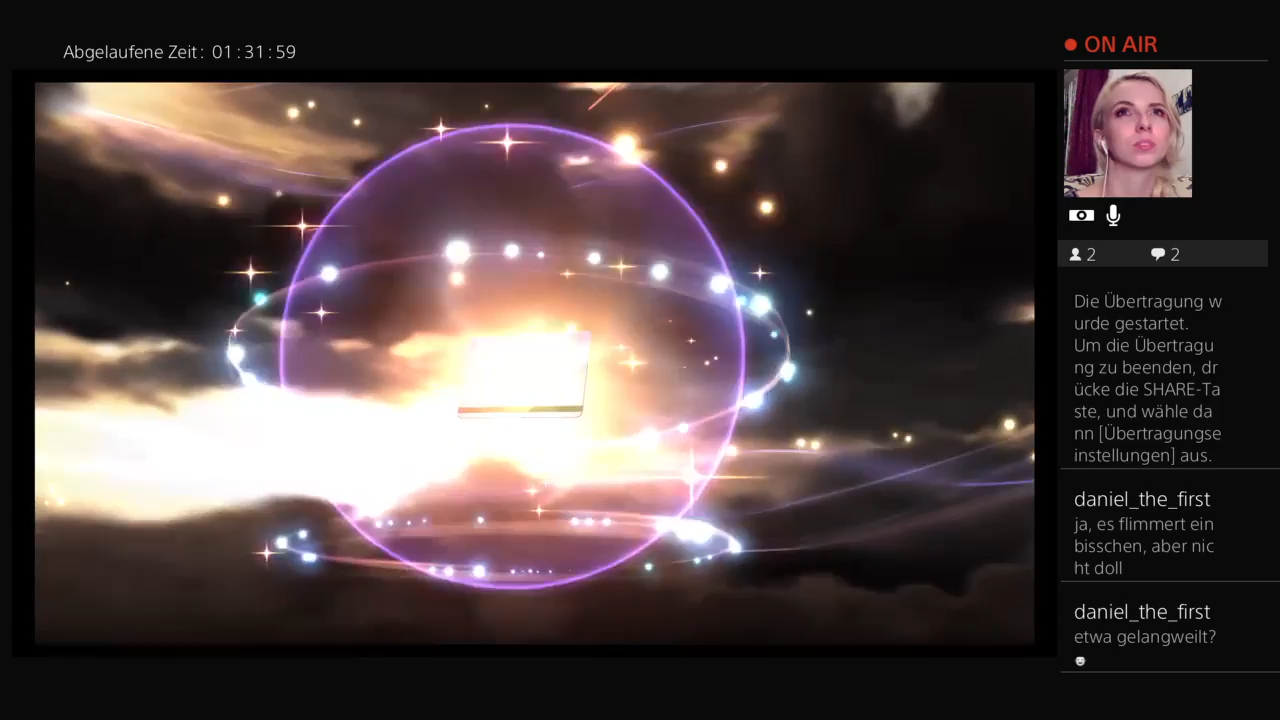 Abgelaufene Zeit: 01:31:59
ON AIR
2 2
Die Übertragung w
urde gestartet.
Um die Übertragu
ng zu beenden, dr
ücke die SHARE-Ta
ste, und wähle da
nn [Übertragungse
instellungen] aus.
daniel_the_first
ja, es flimmert ein
bisschen, aber nic
ht doll
daniel_the_first
etwa gelangweilt?